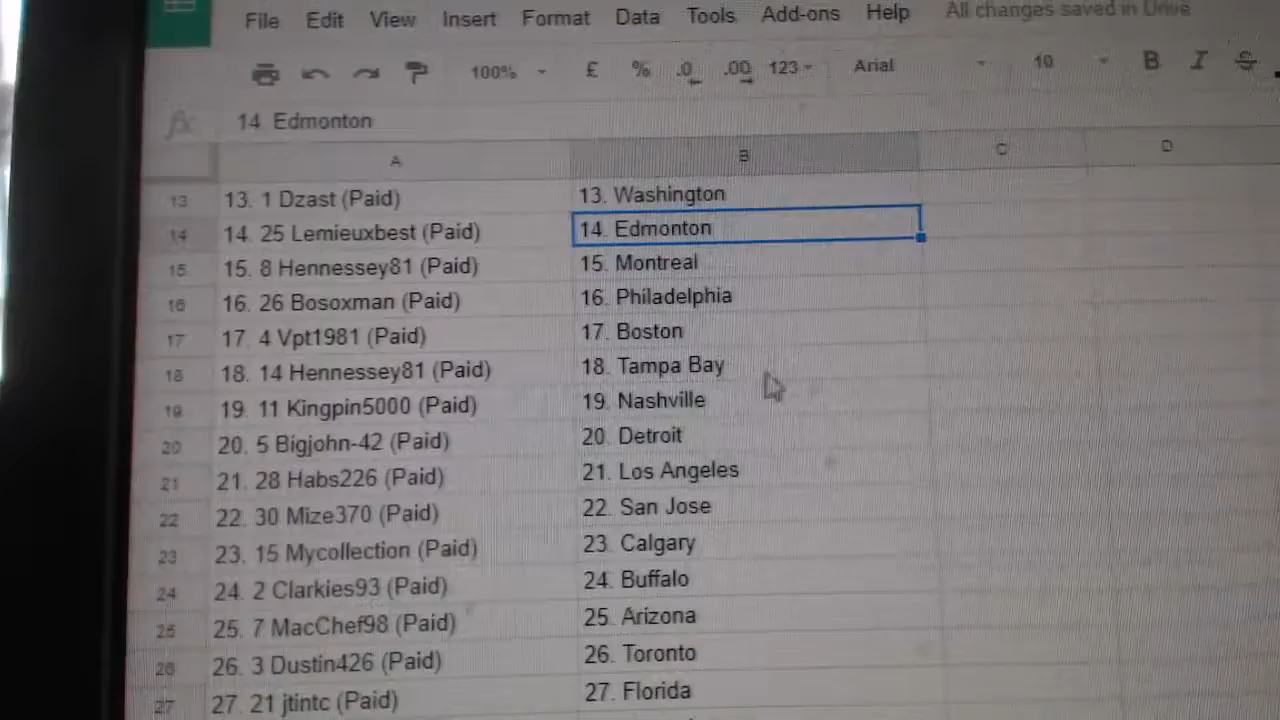 File Edit View Insert Format Data Tools Add-ons Help All changes saved in Drive
100% £ % .0 .00 123 Arial 10 B I S
fx 14 Edmonton
A B C D
13 13. 1 Dzast (Paid) 13. Washington
14 14. 25 Lemieuxbest (Paid) 14. Edmonton
15 15. 8 Hennessey81 (Paid) 15. Montreal
16 16. 26 Bosoxman (Paid) 16. Philadelphia
17 17. 4 Vpt1981 (Paid) 17. Boston
18 18. 14 Hennessey81 (Paid) 18. Tampa Bay
19 19. 11 Kingpin5000 (Paid) 19. Nashville
20 20. 5 Bigjohn-42 (Paid) 20. Detroit
21 21. 28 Habs226 (Paid) 21. Los Angeles
22 22. 30 Mize370 (Paid) 22. San Jose
23 23. 15 Mycollection (Paid) 23. Calgary
24 24. 2 Clarkies93 (Paid) 24. Buffalo
25 25. 7 MacChef98 (Paid) 25. Arizona
26 26. 3 Dustin426 (Paid) 26. Toronto
27 27. 21 jtintc (Paid) 27. Florida